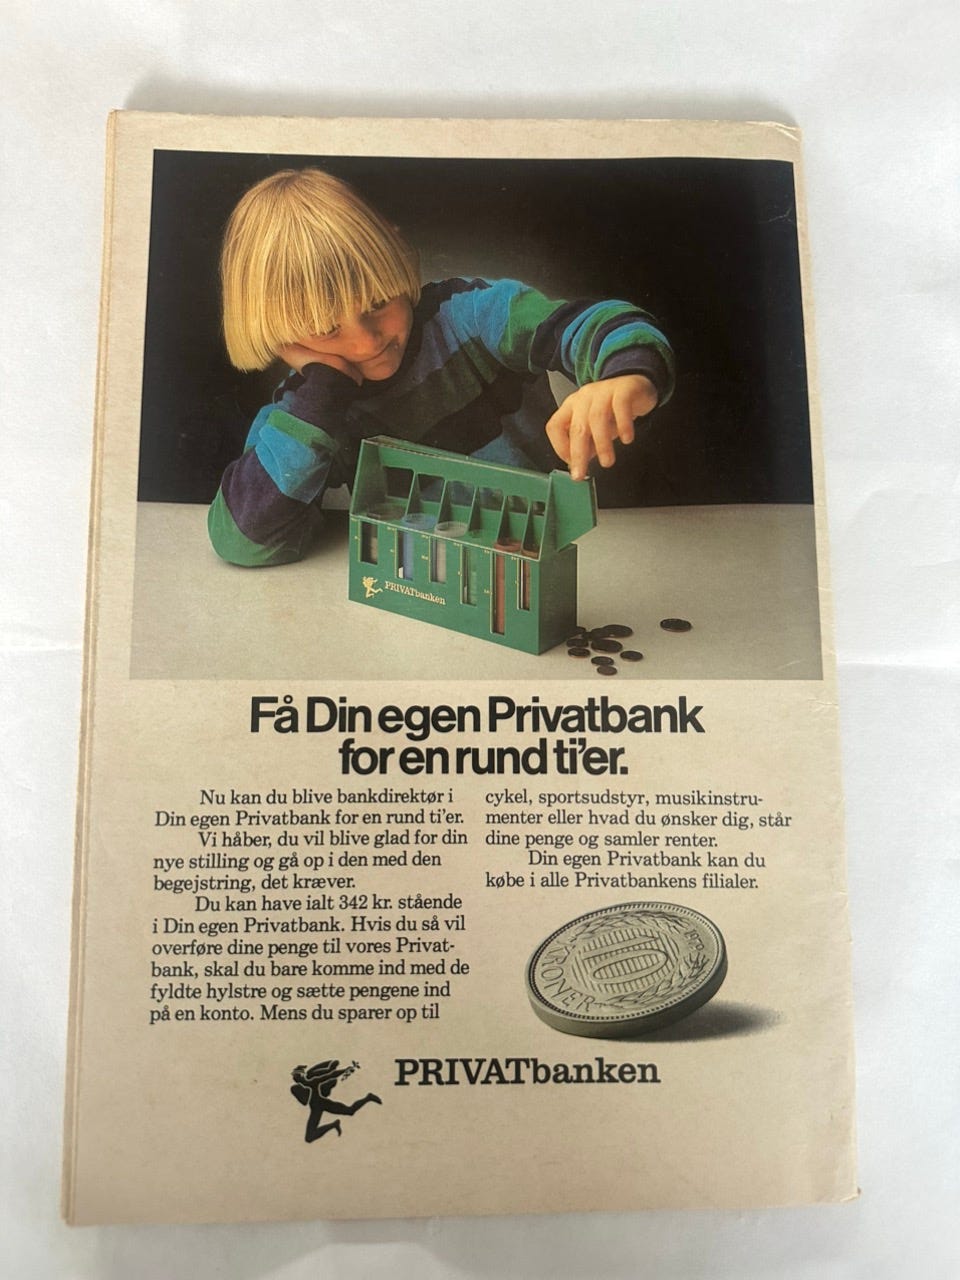 PRIVATbanken
Få Din egen Privatbank
for en rund ti'er.
Nu kan du blive bankdirektør i
Din egen Privatbank for en rund ti'er.
Vi håber, du vil blive glad for din
nye stilling og gå op i den med den
begejstring, det kræver.
Du kan have ialt 342 kr. stående
i Din egen Privatbank. Hvis du så vil
overføre dine penge til vores Privat-
bank, skal du bare komme ind med de
fyldte hylstre og sætte pengene ind
på en konto. Mens du sparer op til
cykel, sportsudstyr, musikinstru-
menter eller hvad du ønsker dig, står
dine penge og samler renter.
Din egen Privatbank kan du
købe i alle Privatbankens filialer.
10
KRONER
1979
PRIVATbanken